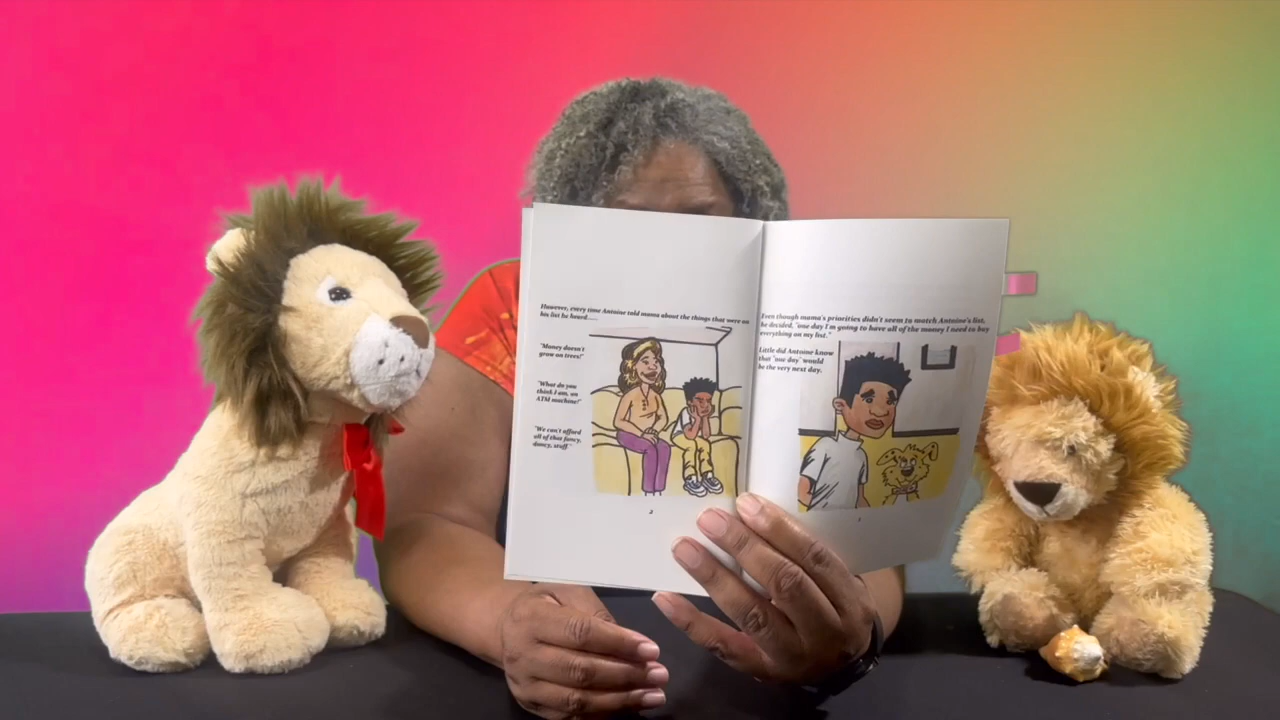 However, every time Antoine told mama about the things that were on
his list he heard.....
"Money doesn't
grow on trees!"
"What do you
think I am, an
ATM machine?"
"We can't afford
all of that fancy,
dancy, stuff."
2
Even though mama's priorities didn't seem to match Antoine's list,
he decided, "one day I'm going to have all of the money I need to buy
everything on my list."
Little did Antoine know
that "one day" would
be the very next day.